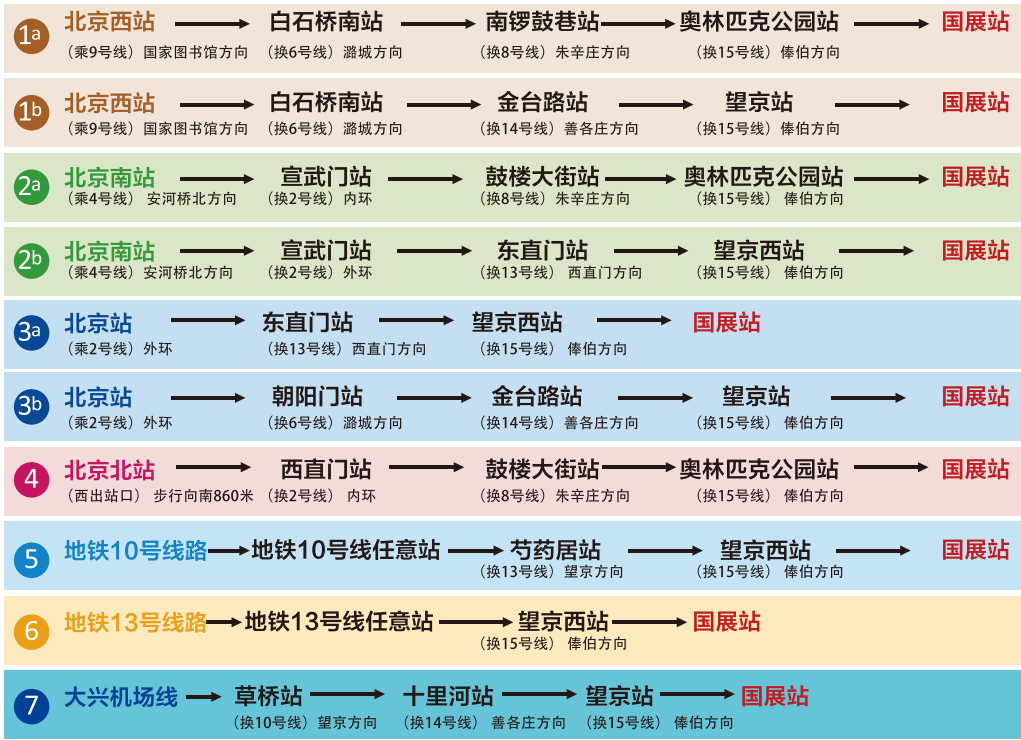 1a 北京西站 白石桥南站 南锣鼓巷站 奥林匹克公园站 国展站
（乘9号线）国家图书馆方向 （换6号线）潞城方向 （换8号线）朱辛庄方向 （换15号线）俸伯方向
1b 北京西站 白石桥南站 金台路站 望京站 国展站
（乘9号线）国家图书馆方向 （换6号线）潞城方向 （换14号线）善各庄方向 （换15号线）俸伯方向
2a 北京南站 宣武门站 鼓楼大街站 奥林匹克公园站 国展站
（乘4号线） 安河桥北方向 （换2号线）内环 （换8号线）朱辛庄方向 （换15号线） 俸伯方向
2b 北京南站 宣武门站 东直门站 望京西站 国展站
（乘4号线）安河桥北方向 （换2号线）外环 （换13号线） 西直门方向 （换15号线） 俸伯方向
3a 北京站 东直门站 望京西站 国展站
（乘2号线）外环 （换13号线）西直门方向 （换15号线） 俸伯方向
3b 北京站 朝阳门站 金台路站 望京站 国展站
（乘2号线）外环 （换6号线）潞城方向 （换14号线）善各庄方向 （换15号线） 俸伯方向
4 北京北站 西直门站 鼓楼大街站 奥林匹克公园站 国展站
（西出站口） 步行向南860米 （换2号线） 内环 （换8号线）朱辛庄方向 （换15号线） 俸伯方向
5 地铁10号线路 地铁10号线任意站 芍药居站 望京西站 国展站
（换13号线）望京方向 （换15号线） 俸伯方向
6 地铁13号线路 地铁13号线任意站 望京西站 国展站
（换15号线） 俸伯方向
7 大兴机场线 草桥站 十里河站 望京站 国展站
（换10号线）望京方向 （换14号线） 善各庄方向 （换15号线） 俸伯方向